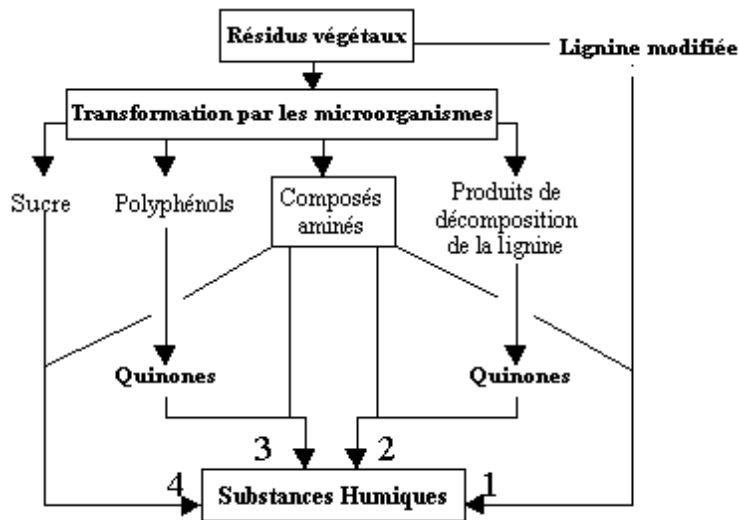 Résidus végétaux
Lignine modifiée
Transformation par les microorganismes
Sucre
Polyphénols
Composés
aminés
Produits de
décomposition
de la lignine
Quinones
Quinones
3
2
4
Substances Humiques
1